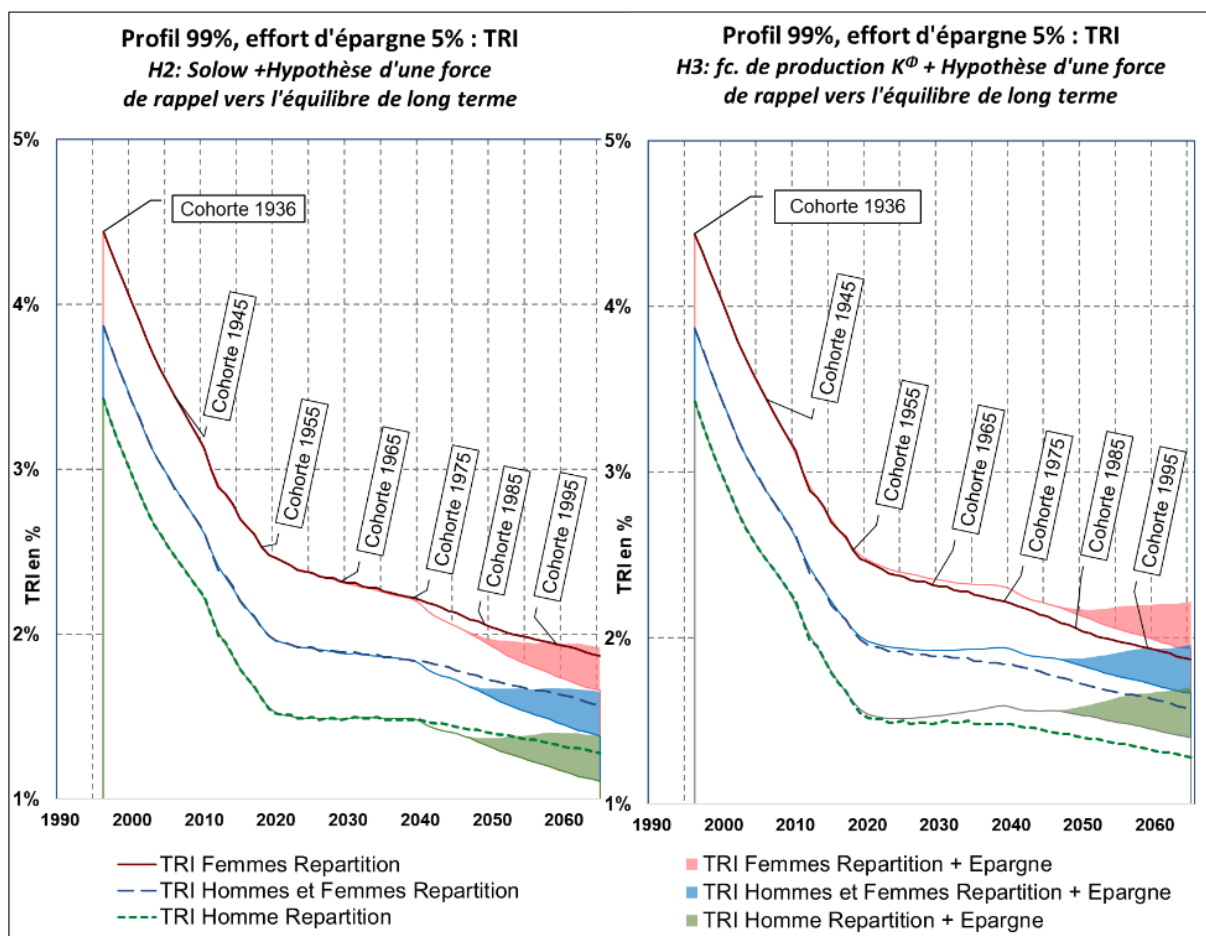 Profil 99%, effort d'épargne 5% : TRI
H2: Solow +Hypothèse d'une force
de rappel vers l'équilibre de long terme
5%
4%
3%
2%
1%
TRI en %
Cohorte 1936
Cohorte 1945
Cohorte 1955
Cohorte 1965
Cohorte 1975
Cohorte 1985
Cohorte 1995
1990 2000 2010 2020 2030 2040 2050 2060
TRI Femmes Repartition
TRI Hommes et Femmes Repartition
TRI Homme Repartition
Profil 99%, effort d'épargne 5% : TRI
H3: fc. de production K^Φ + Hypothèse d'une force
de rappel vers l'équilibre de long terme
5%
4%
3%
2%
1%
TRI en %
Cohorte 1936
Cohorte 1945
Cohorte 1955
Cohorte 1965
Cohorte 1975
Cohorte 1985
Cohorte 1995
1990 2000 2010 2020 2030 2040 2050 2060
TRI Femmes Repartition + Epargne
TRI Hommes et Femmes Repartition + Epargne
TRI Homme Repartition + Epargne